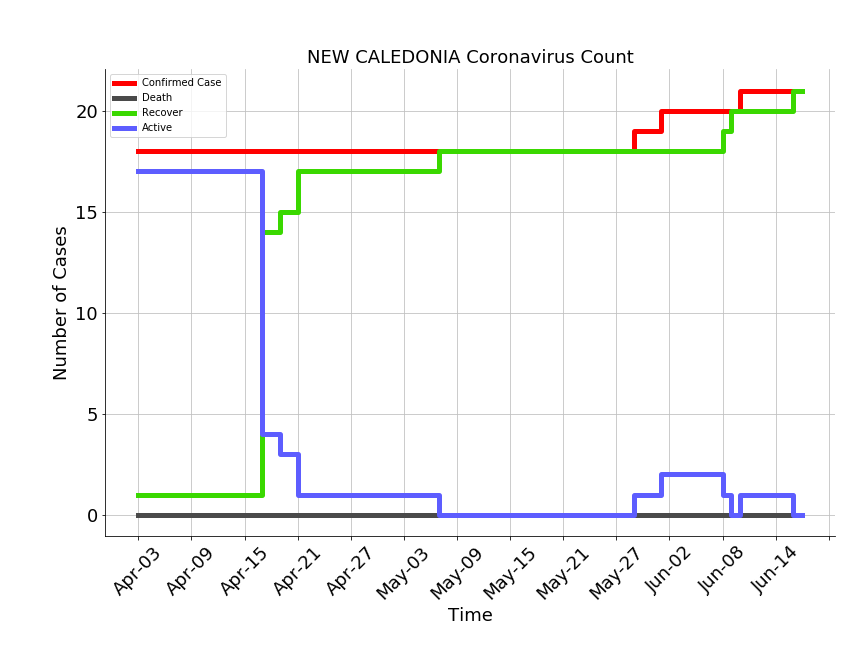 NEW CALEDONIA Coronavirus Count
Confirmed Case
Death
Recover
Active
Number of Cases
20
15
10
5
0
Apr-03
Apr-09
Apr-15
Apr-21
Apr-27
May-03
May-09
May-15
May-21
May-27
Jun-02
Jun-08
Jun-14
Time